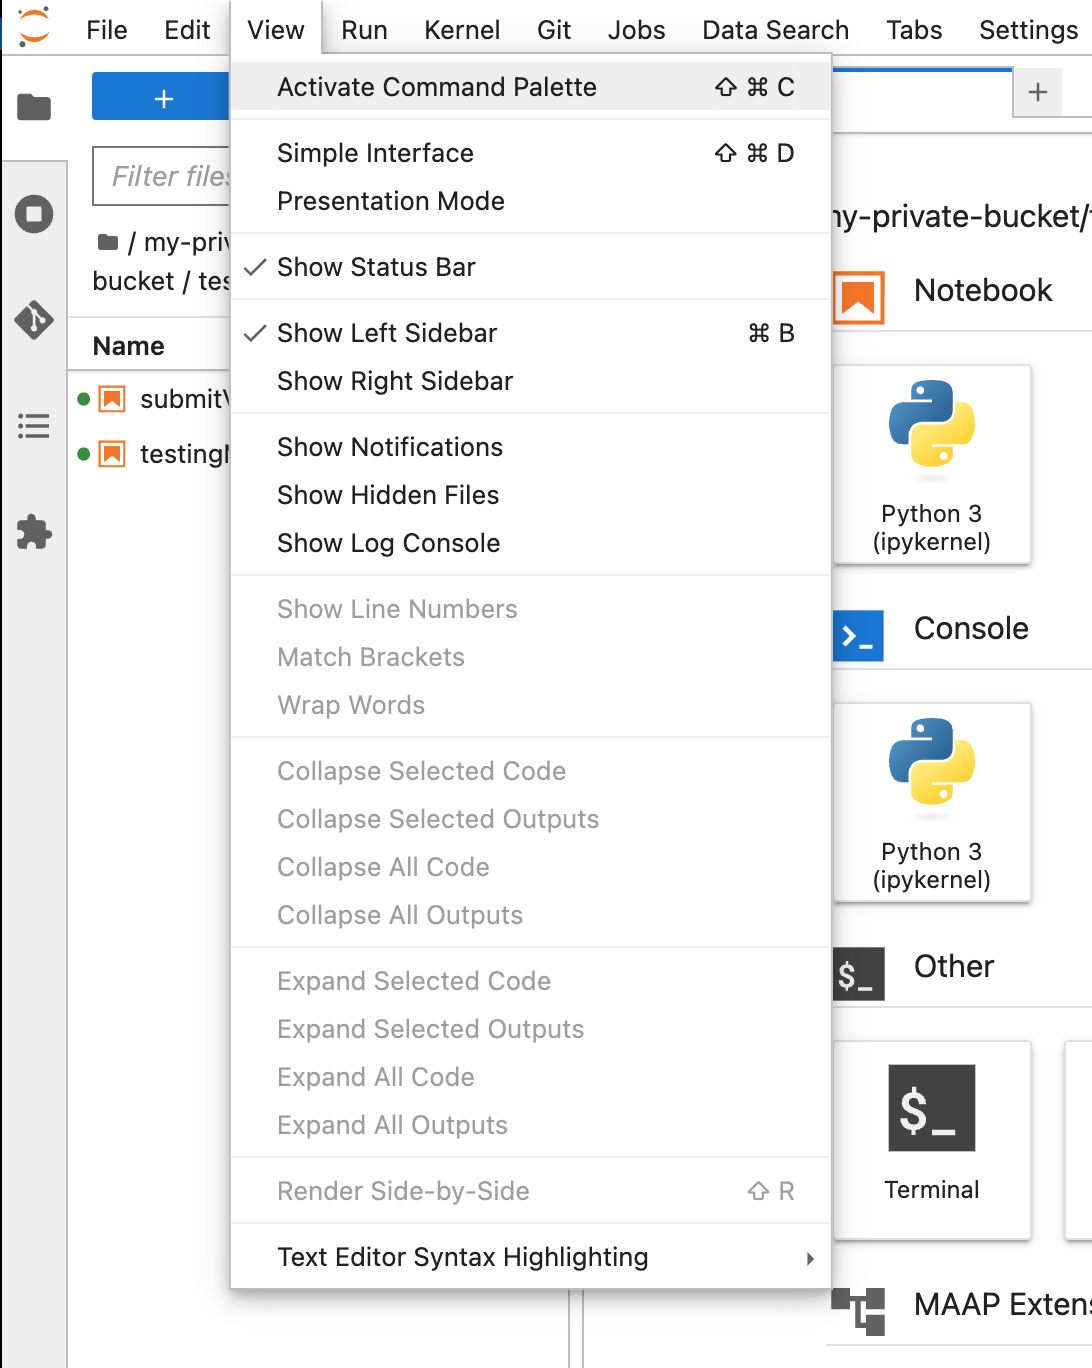 File Edit View Run Kernel Git Jobs Data Search Tabs Settings
+
Filter files
/ my-priv
bucket / tes
Name
submitV
testing
Activate Command Palette ⇧ ⌘ C
Simple Interface ⇧ ⌘ D
Presentation Mode
✓ Show Status Bar
✓ Show Left Sidebar ⌘ B
Show Right Sidebar
Show Notifications
Show Hidden Files
Show Log Console
Show Line Numbers
Match Brackets
Wrap Words
Collapse Selected Code
Collapse Selected Outputs
Collapse All Code
Collapse All Outputs
Expand Selected Code
Expand Selected Outputs
Expand All Code
Expand All Outputs
Render Side-by-Side ⇧ R
Text Editor Syntax Highlighting
+
my-private-bucket/
Notebook
Python 3
(ipykernel)
Console
Python 3
(ipykernel)
$_ Other
$_
Terminal
MAAP Extens